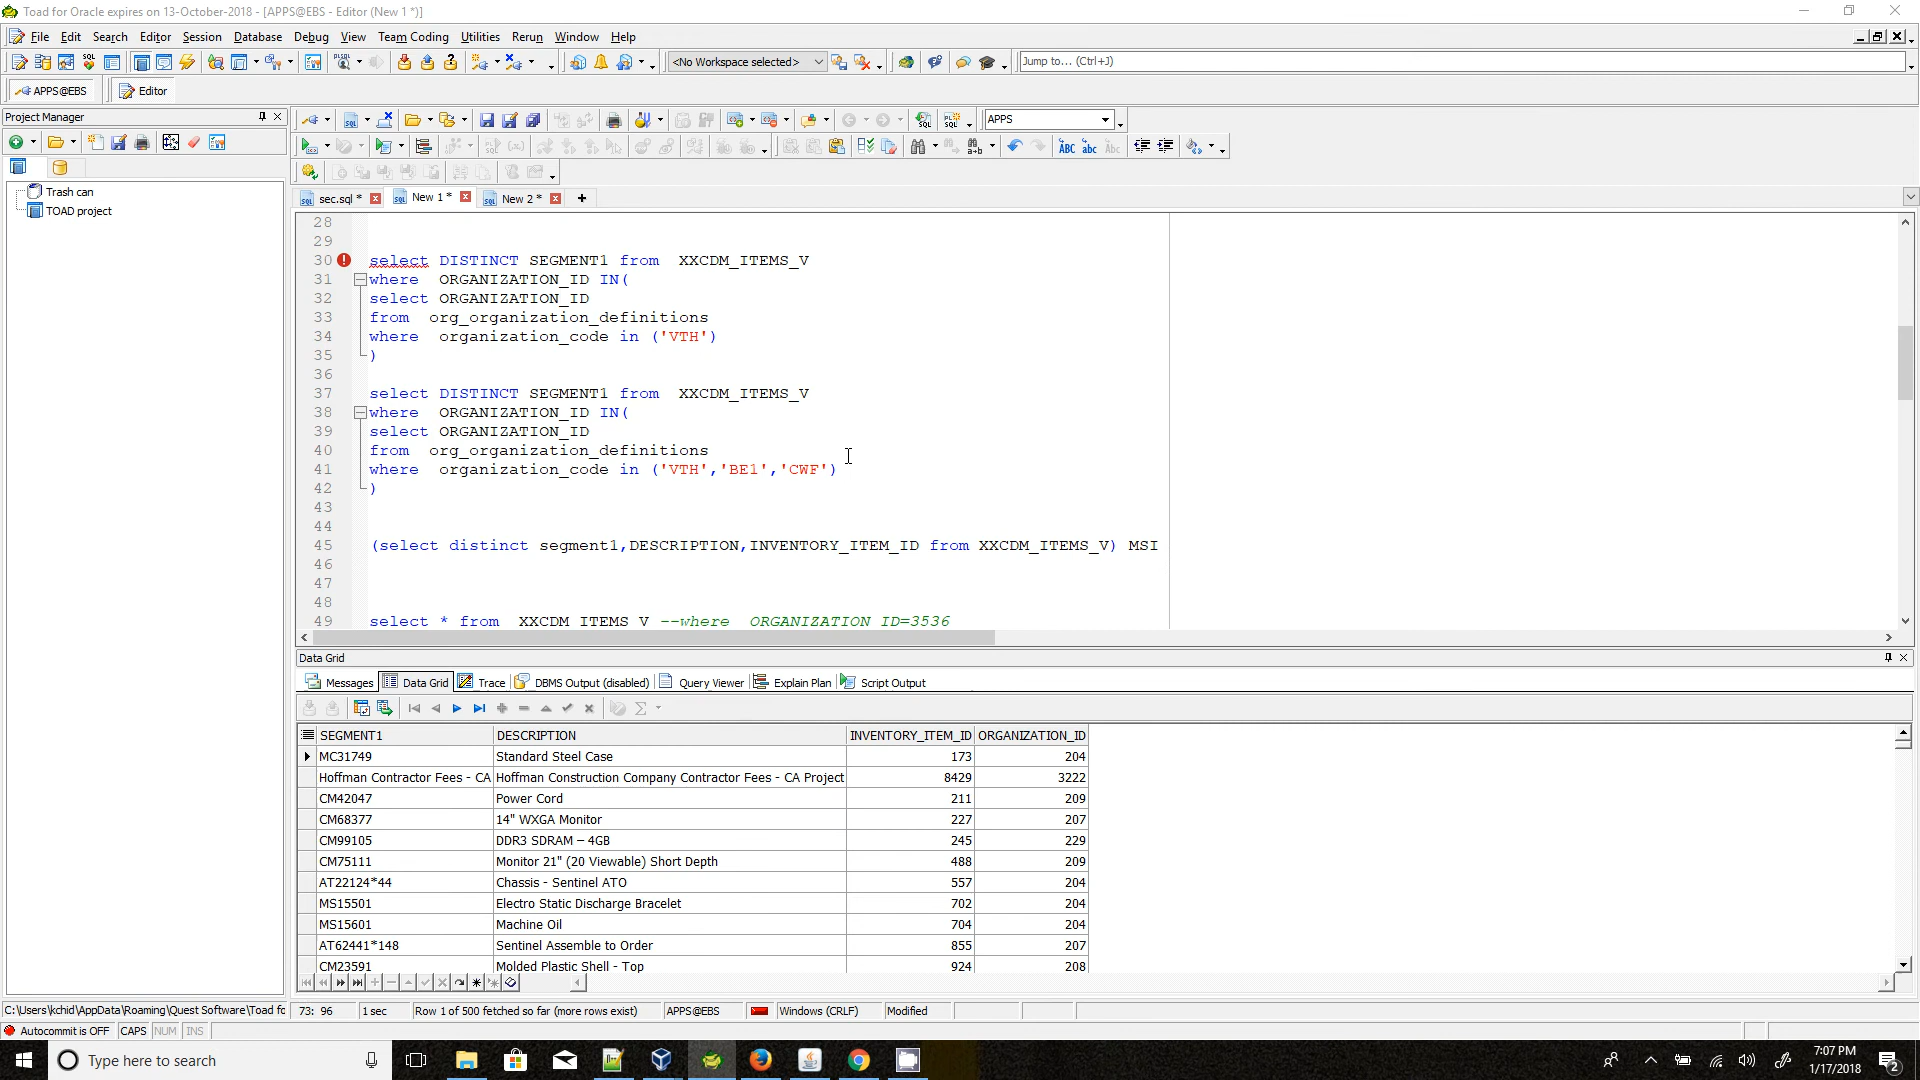 Toad for Oracle expires on 13-October-2018 - [APPS@EBS - Editor (New 1 *)]
File Edit Search Editor Session Database Debug View Team Coding Utilities Rerun Window Help
<No Workspace selected> Jump to... (Ctrl+J)
APPS@EBS Editor
Project Manager
APPS
Trash can
TOAD project
sec.sql * New 1 * New 2 *
28
29
30 select DISTINCT SEGMENT1 from XXCDM_ITEMS_V
31 where ORGANIZATION_ID IN(
32 select ORGANIZATION_ID
33 from org_organization_definitions
34 where organization_code in ('VTH')
35 )
36
37 select DISTINCT SEGMENT1 from XXCDM_ITEMS_V
38 where ORGANIZATION_ID IN(
39 select ORGANIZATION_ID
40 from org_organization_definitions
41 where organization_code in ('VTH','BE1','CWF')
42 )
43
44
45 (select distinct segment1,DESCRIPTION,INVENTORY_ITEM_ID from XXCDM_ITEMS_V) MSI
46
47
48
49 select * from XXCDM_ITEMS_V --where ORGANIZATION_ID=3536
Data Grid
Messages Data Grid Trace DBMS Output (disabled) Query Viewer Explain Plan Script Output
SEGMENT1 DESCRIPTION INVENTORY_ITEM_ID ORGANIZATION_ID
MC31749 Standard Steel Case 173 204
Hoffman Contractor Fees - CA Hoffman Construction Company Contractor Fees - CA Project 8429 3222
CM42047 Power Cord 211 209
CM68377 14" WXGA Monitor 227 207
CM99105 DDR3 SDRAM – 4GB 245 229
CM75111 Monitor 21" (20 Viewable) Short Depth 488 209
AT22124*44 Chassis - Sentinel ATO 557 204
MS15501 Electro Static Discharge Bracelet 702 204
MS15601 Machine Oil 704 204
AT62441*148 Sentinel Assemble to Order 855 207
CM23591 Molded Plastic Shell - Top 924 208
C:\Users\kchid\AppData\Roaming\Quest Software\Toad fo 73: 96 1 sec Row 1 of 500 fetched so far (more rows exist) APPS@EBS Windows (CRLF) Modified
Autocommit is OFF CAPS NUM INS
Type here to search
7:07 PM
1/17/2018
2